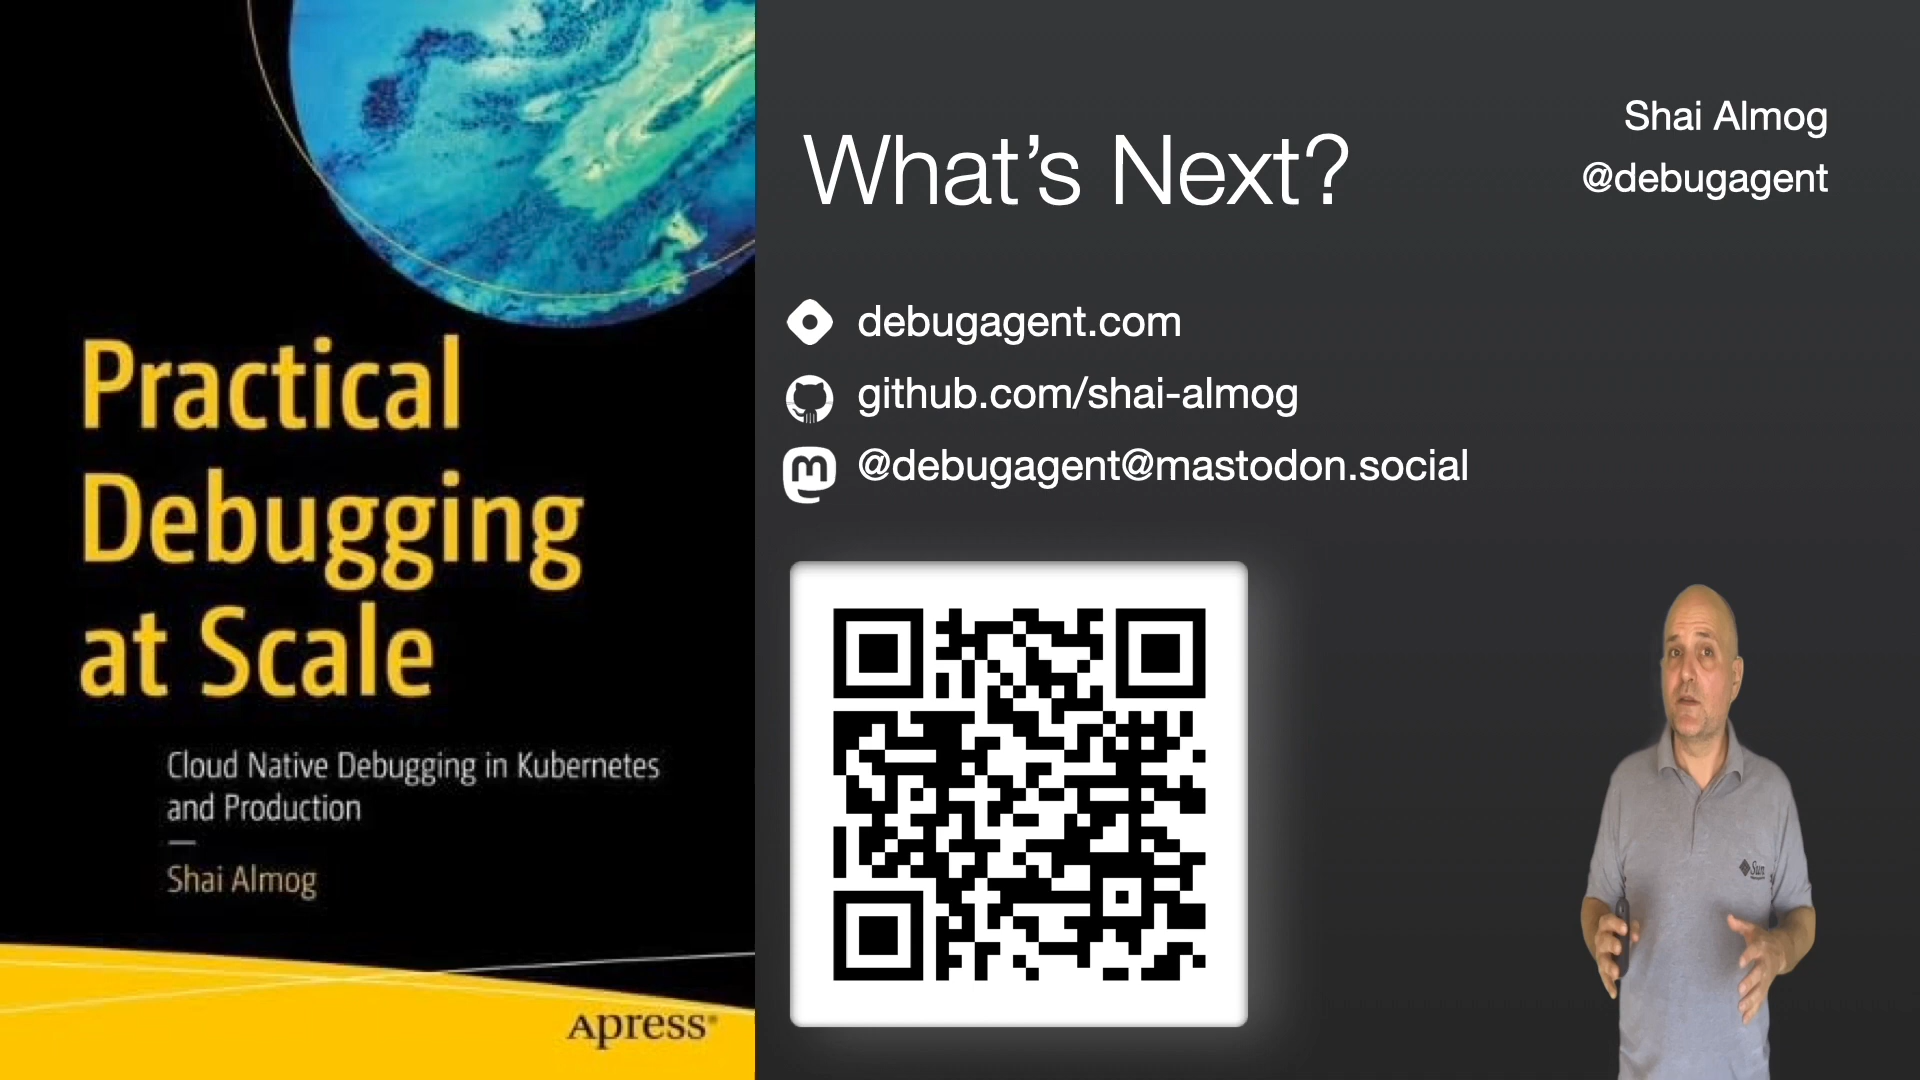 Practical
Debugging
at Scale
Cloud Native Debugging in Kubernetes
and Production
Shai Almog
Apress®
What’s Next?
Shai Almog
@debugagent
debugagent.com
github.com/shai-almog
@debugagent@mastodon.social
Sun